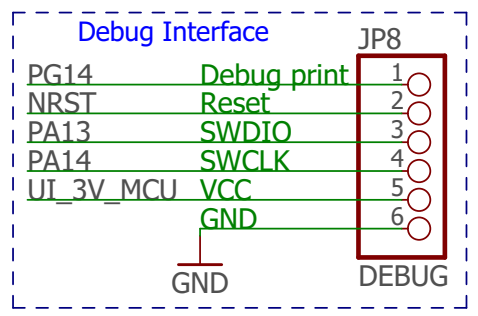 Debug Interface
JP8
PG14 Debug print 1
NRST Reset 2
PA13 SWDIO 3
PA14 SWCLK 4
UI_3V_MCU VCC 5
GND 6
GND
DEBUG